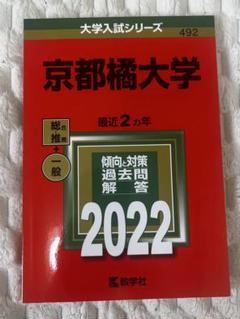 大学入試シリーズ
492
京都橘大学
最近2カ年
総合
推薦
+
一般
傾向と対策
過去問
解答
2022
教学社